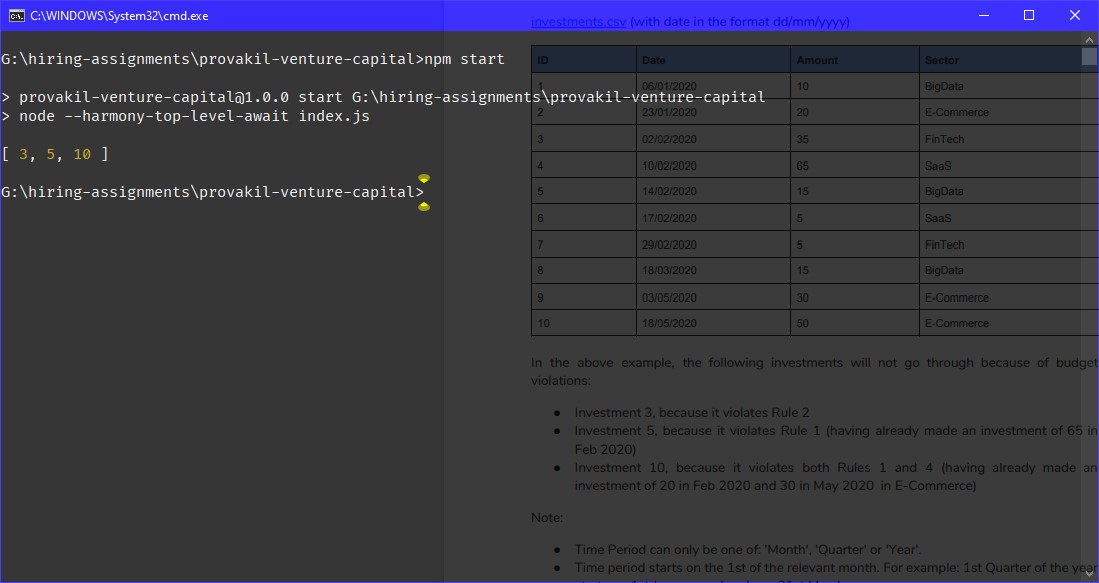 C:\WINDOWS\System32\cmd.exe
G:\hiring-assignments\provakil-venture-capital>npm start
> provakil-venture-capital@1.0.0 start G:\hiring-assignments\provakil-venture-capital
> node --harmony-top-level-await index.js
[ 3, 5, 10 ]
G:\hiring-assignments\provakil-venture-capital>
investments.csv (with date in the format dd/mm/yyyy)
ID Date Amount Sector
1 06/01/2020 10 BigData
2 23/01/2020 20 E-Commerce
3 02/02/2020 35 FinTech
4 10/02/2020 65 SaaS
5 14/02/2020 15 BigData
6 17/02/2020 5 SaaS
7 29/02/2020 5 FinTech
8 18/03/2020 15 BigData
9 03/05/2020 30 E-Commerce
10 18/05/2020 50 E-Commerce
In the above example, the following investments will not go through because of budget
violations:
● Investment 3, because it violates Rule 2
● Investment 5, because it violates Rule 1 (having already made an investment of 65 in
Feb 2020)
● Investment 10, because it violates both Rules 1 and 4 (having already made an
investment of 20 in Feb 2020 and 30 in May 2020 in E-Commerce)
Note:
● Time Period can only be one of: 'Month', 'Quarter' or 'Year'.
● Time period starts on the 1st of the relevant month. For example: 1st Quarter of the year